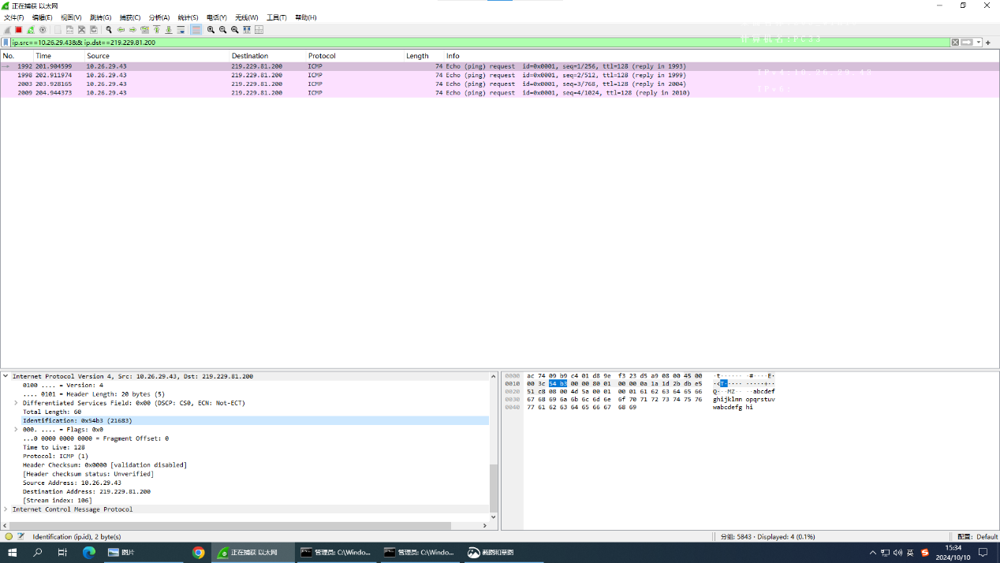 正在捕获 以太网
文件(F) 编辑(E) 视图(V) 跳转(G) 捕获(C) 分析(A) 统计(S) 电话(Y) 无线(W) 工具(T) 帮助(H)
计算机名:PC23
ip.src==10.26.29.43&& ip.dst==219.229.81.200
No. Time Source Destination Protocol Length Info
1992 201.904599 10.26.29.43 219.229.81.200 ICMP 74 Echo (ping) request id=0x0001, seq=1/256, ttl=128 (reply in 1993)
1998 202.911974 10.26.29.43 219.229.81.200 ICMP 74 Echo (ping) request id=0x0001, seq=2/512, ttl=128 (reply in 1999)
2003 203.928165 10.26.29.43 219.229.81.200 ICMP 74 Echo (ping) request id=0x0001, seq=3/768, ttl=128 (reply in 2004)
2009 204.944373 10.26.29.43 219.229.81.200 ICMP 74 Echo (ping) request id=0x0001, seq=4/1024, ttl=128 (reply in 2010)
Internet Protocol Version 4, Src: 10.26.29.43, Dst: 219.229.81.200
0100 .... = Version: 4
.... 0101 = Header Length: 20 bytes (5)
Differentiated Services Field: 0x00 (DSCP: CS0, ECN: Not-ECT)
Total Length: 60
Identification: 0x54b3 (21683)
000. .... = Flags: 0x0
...0 0000 0000 0000 = Fragment Offset: 0
Time to Live: 128
Protocol: ICMP (1)
Header Checksum: 0x0000 [validation disabled]
[Header checksum status: Unverified]
Source Address: 10.26.29.43
Destination Address: 219.229.81.200
[Stream index: 106]
Internet Control Message Protocol
0000 ac 74 09 b9 c4 01 d8 9e f3 23 d5 a9 08 00 45 00 ·t······ ·#····E·
0010 00 3c 54 b3 00 00 80 01 00 00 0a 1a 1d 2b db e5 ·<T····· ·····+··
0020 51 c8 08 00 4d 5a 00 01 00 01 61 62 63 64 65 66 Q···MZ·· ··abcdef
0030 67 68 69 6a 6b 6c 6d 6e 6f 70 71 72 73 74 75 76 ghijklmn opqrstuv
0040 77 61 62 63 64 65 66 67 68 69 wabcdefg hi
Identification (ip.id), 2 byte(s) 分组: 5843 · Displayed: 4 (0.1%) 配置: Default
图片 正在捕获 以太网 管理员: C:\Windo... 管理员: C:\Windo... 截图和草图 英 15:34
2024/10/10